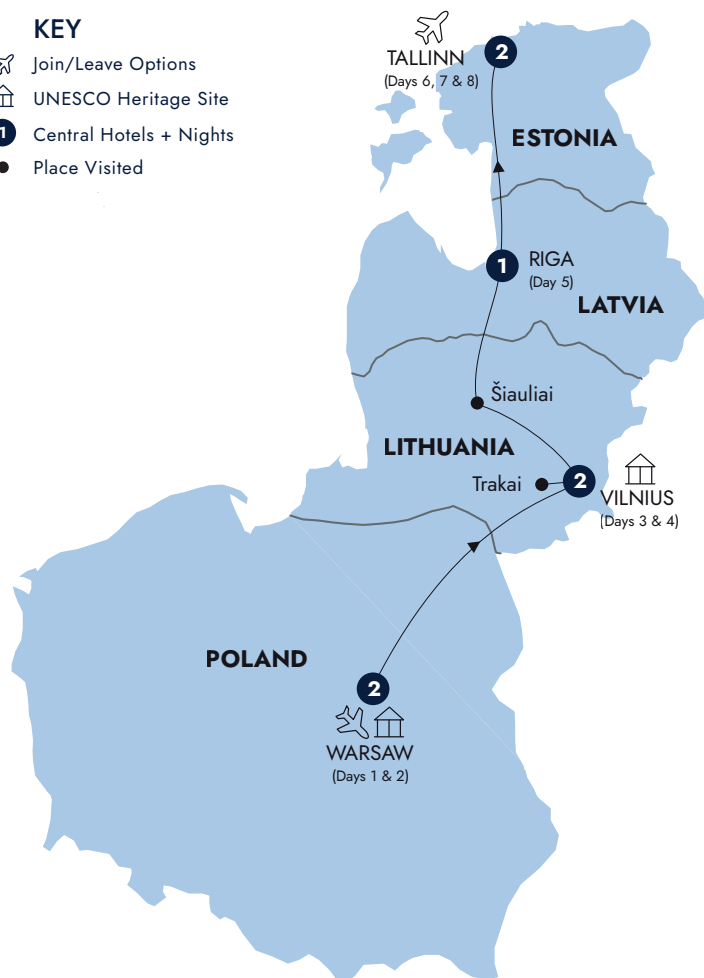 KEY
Join/Leave Options
UNESCO Heritage Site
1 Central Hotels + Nights
Place Visited
2
TALLINN
(Days 6, 7 & 8)
ESTONIA
1 RIGA
(Day 5)
LATVIA
Šiauliai
LITHUANIA
Trakai
2
VILNIUS
(Days 3 & 4)
POLAND
2
WARSAW
(Days 1 & 2)